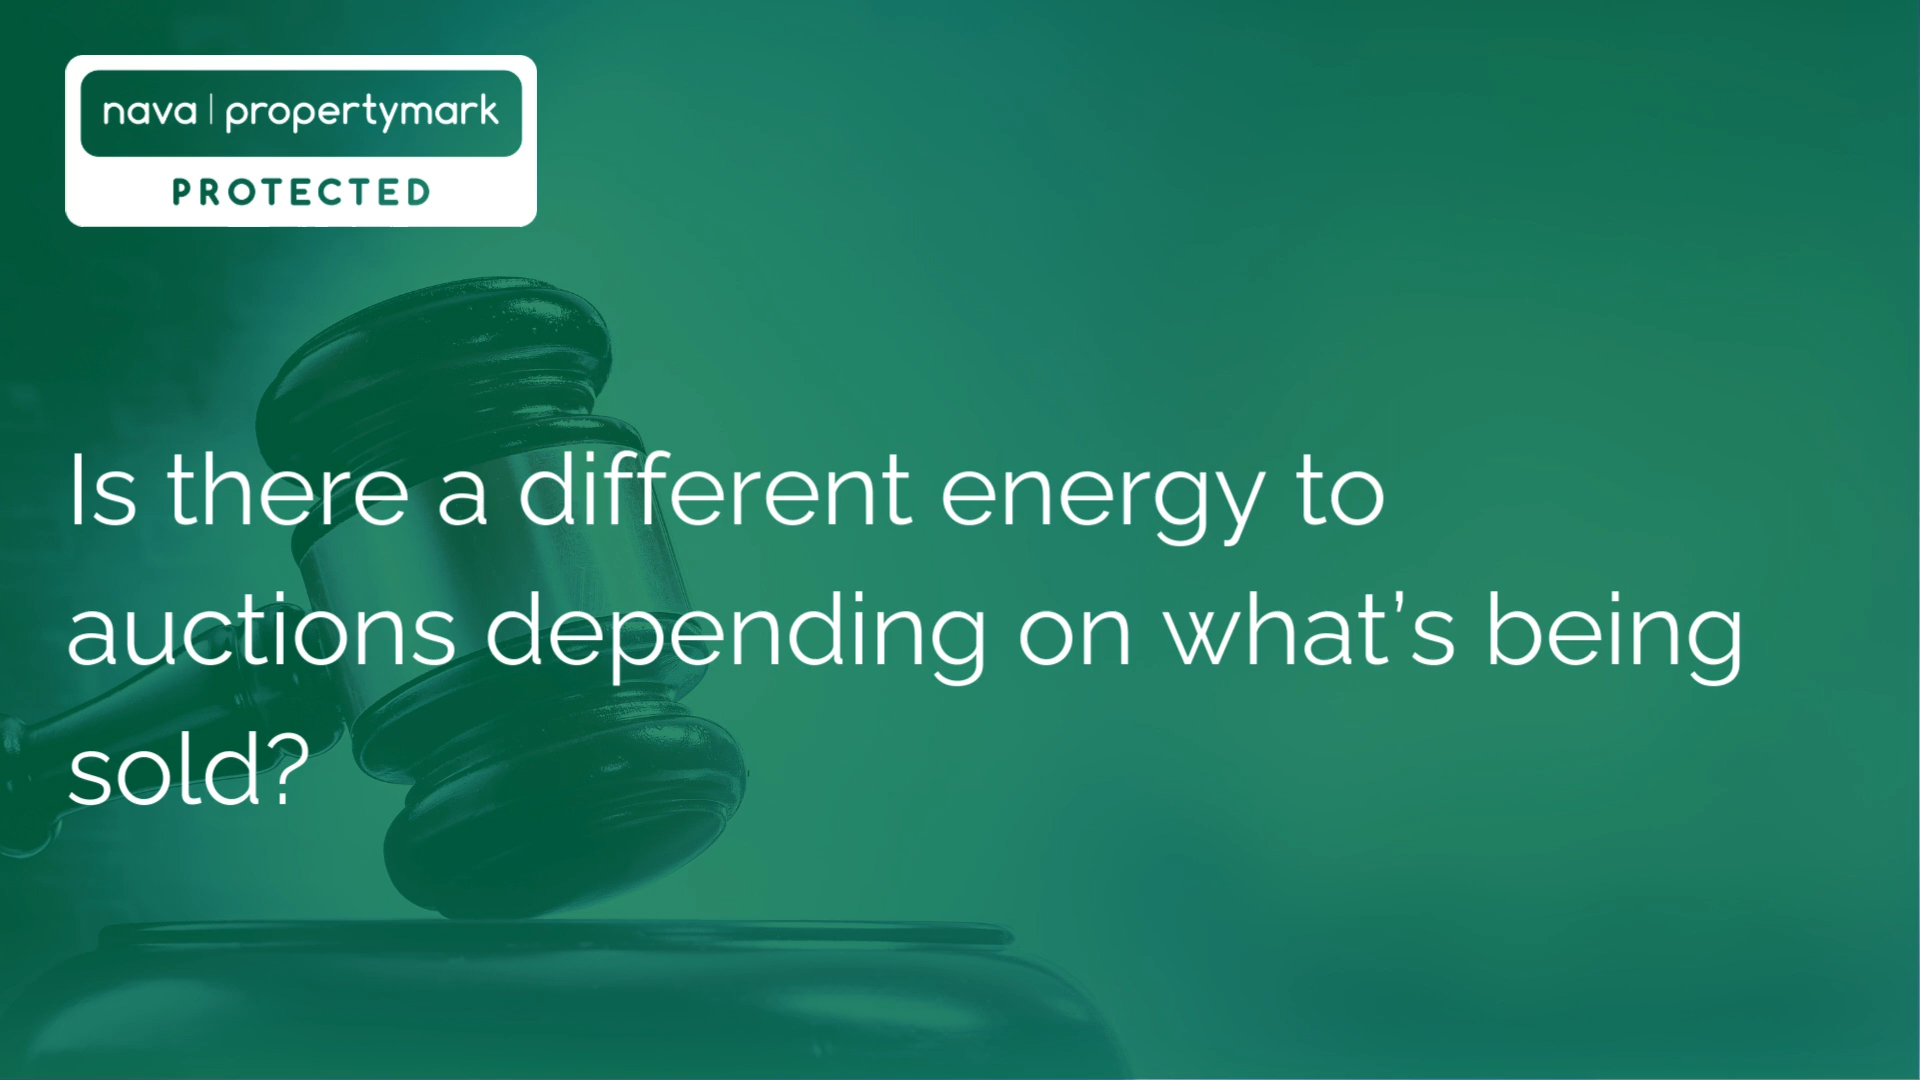 nava | propertymark
PROTECTED
Is there a different energy to
auctions depending on what’s being
sold?